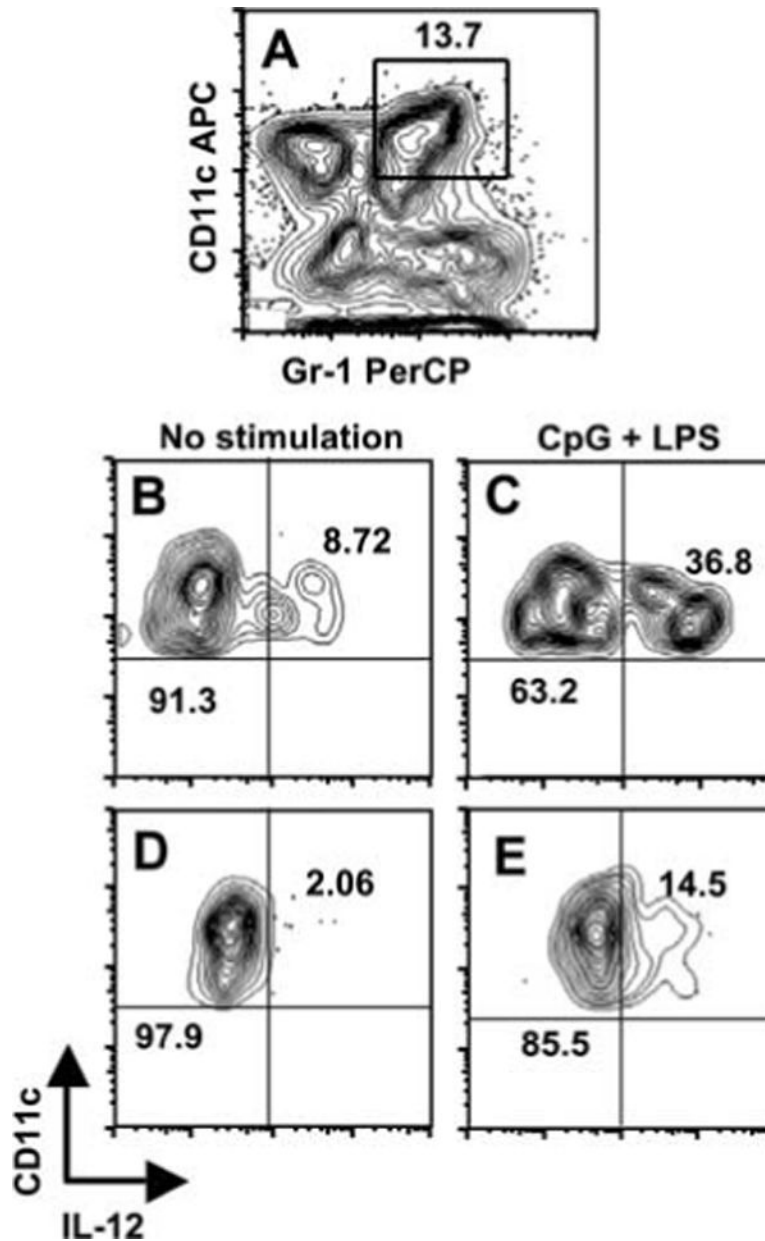 A
13.7
CD11c APC
Gr-1 PerCP
No stimulation
CpG + LPS
B
8.72
91.3
C
36.8
63.2
D
2.06
97.9
E
14.5
85.5
CD11c
IL-12